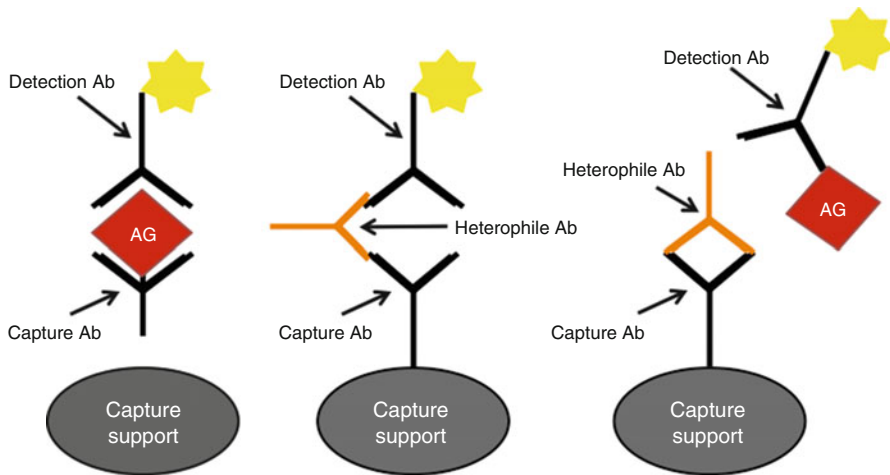 Detection Ab
AG
Capture Ab
Capture
support
Detection Ab
Heterophile Ab
Capture Ab
Capture
support
Detection Ab
Heterophile Ab
AG
Capture Ab
Capture
support